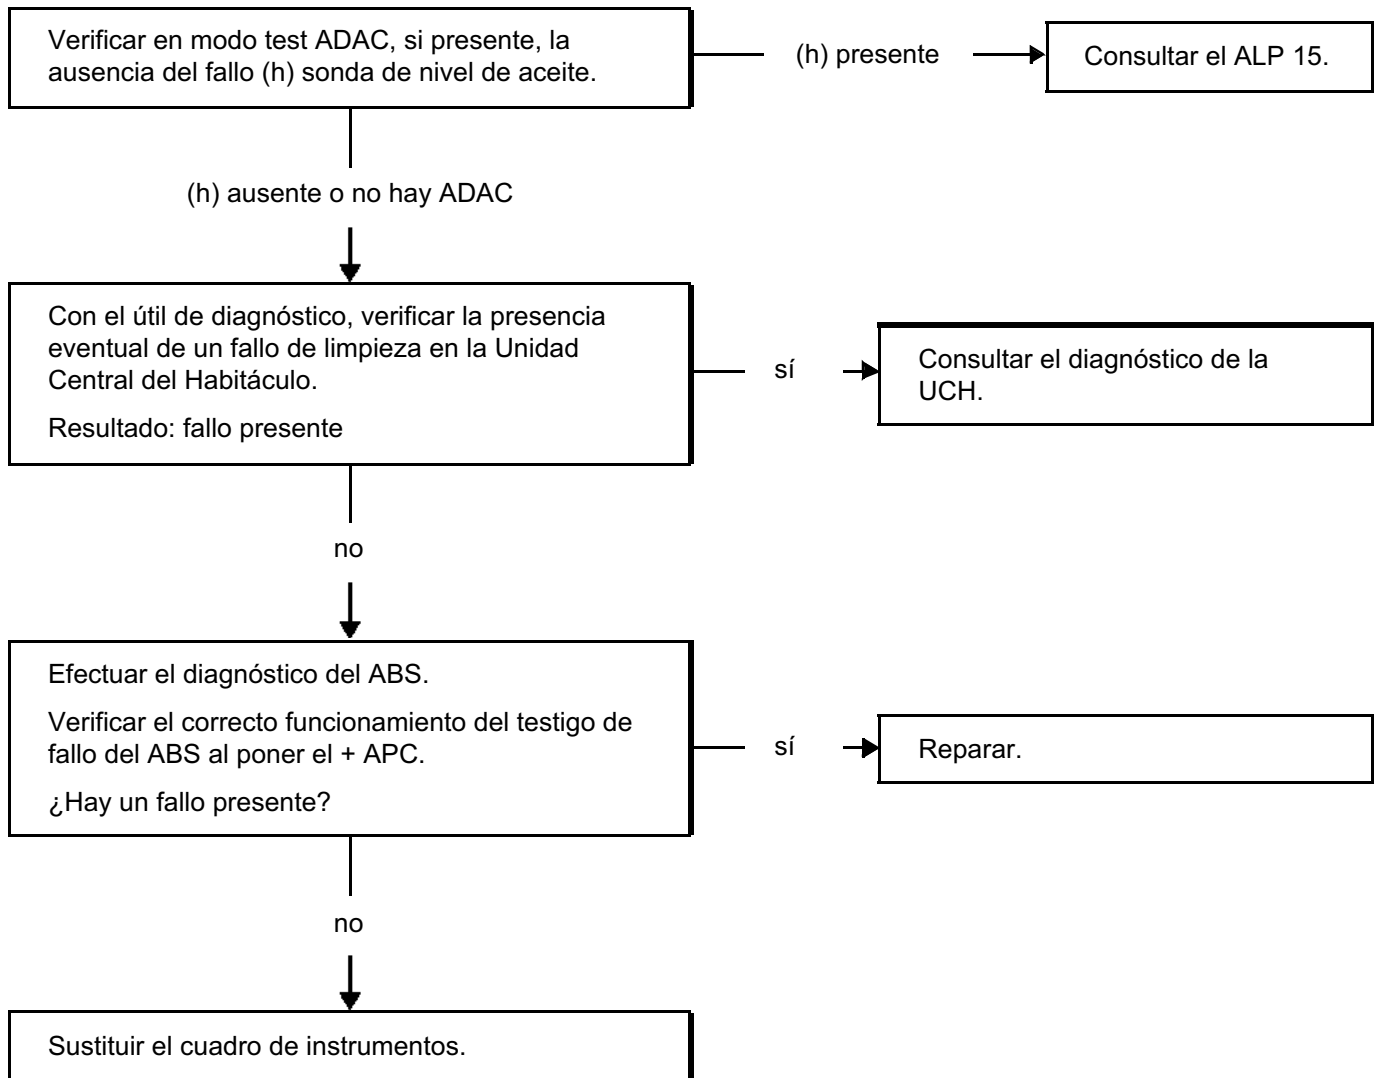 Verificar en modo test ADAC, si presente, la
ausencia del fallo (h) sonda de nivel de aceite.
(h) presente
Consultar el ALP 15.
(h) ausente o no hay ADAC
Con el útil de diagnóstico, verificar la presencia
eventual de un fallo de limpieza en la Unidad
Central del Habitáculo.
Resultado: fallo presente
sí
Consultar el diagnóstico de la
UCH.
no
Efectuar el diagnóstico del ABS.
Verificar el correcto funcionamiento del testigo de
fallo del ABS al poner el + APC.
¿Hay un fallo presente?
sí
Reparar.
no
Sustituir el cuadro de instrumentos.